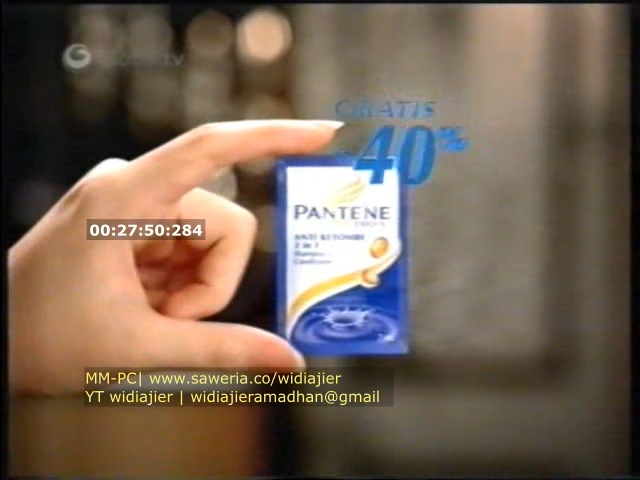 GRATIS
40%
PANTENE
PRO-V
ANTI KETOMBE
2 in 1
Shampoo
Conditioner
00:27:50:284
MM-PC| www.saweria.co/widiajier
YT widiajier | widiajieramadhan@gmail